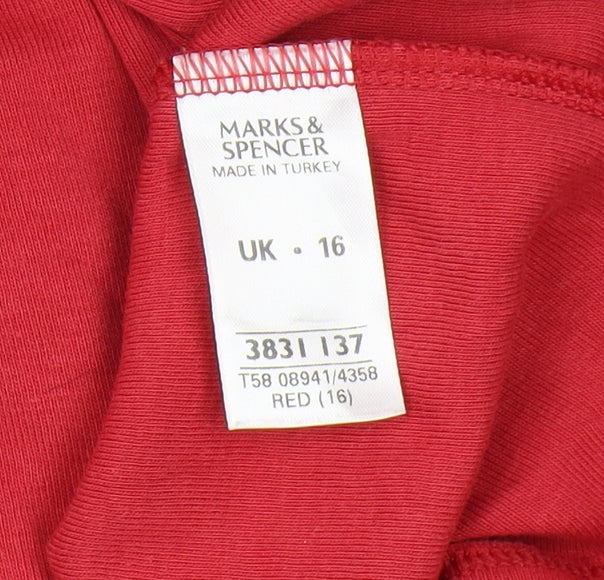 MARKS &
SPENCER
MADE IN TURKEY
UK • 16
3831 137
T58 08941/4358
RED (16)